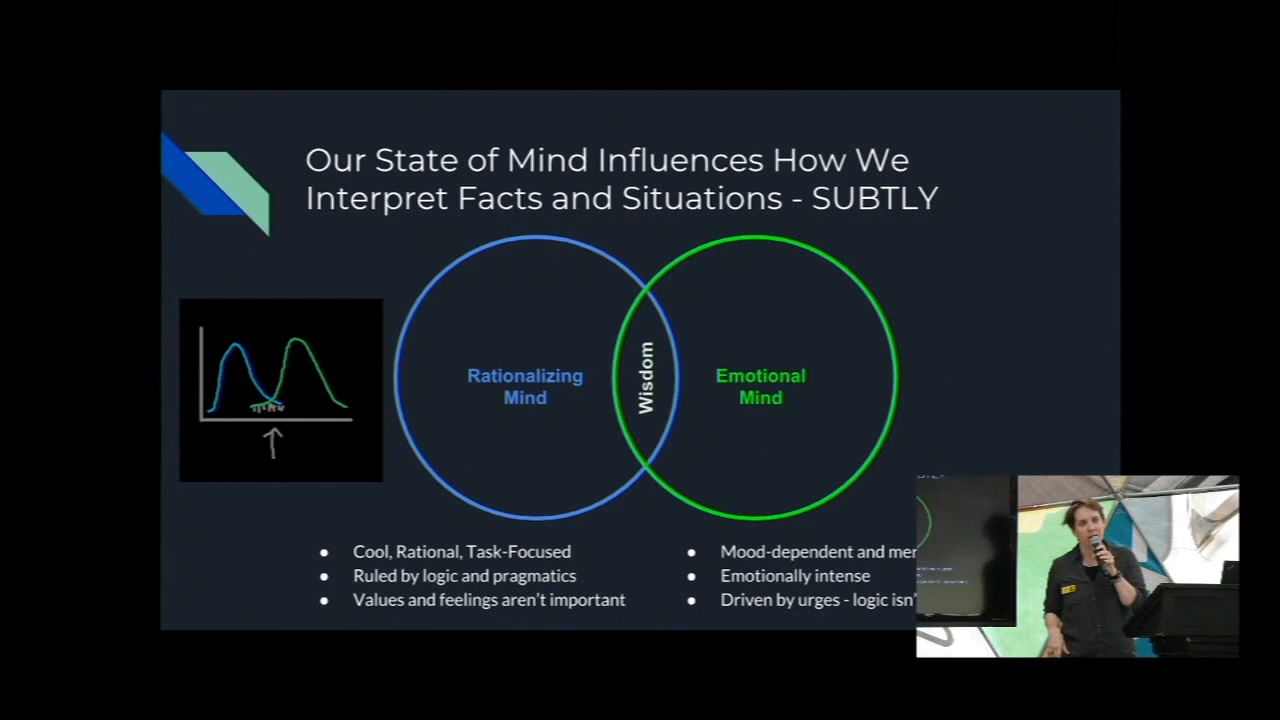 Our State of Mind Influences How We
Interpret Facts and Situations - SUBTLY
Rationalizing
Mind
Wisdom
Emotional
Mind
● Cool, Rational, Task-Focused
● Ruled by logic and pragmatics
● Values and feelings aren't important
● Mood-dependent and
● Emotionally intense
● Driven by urges - logic